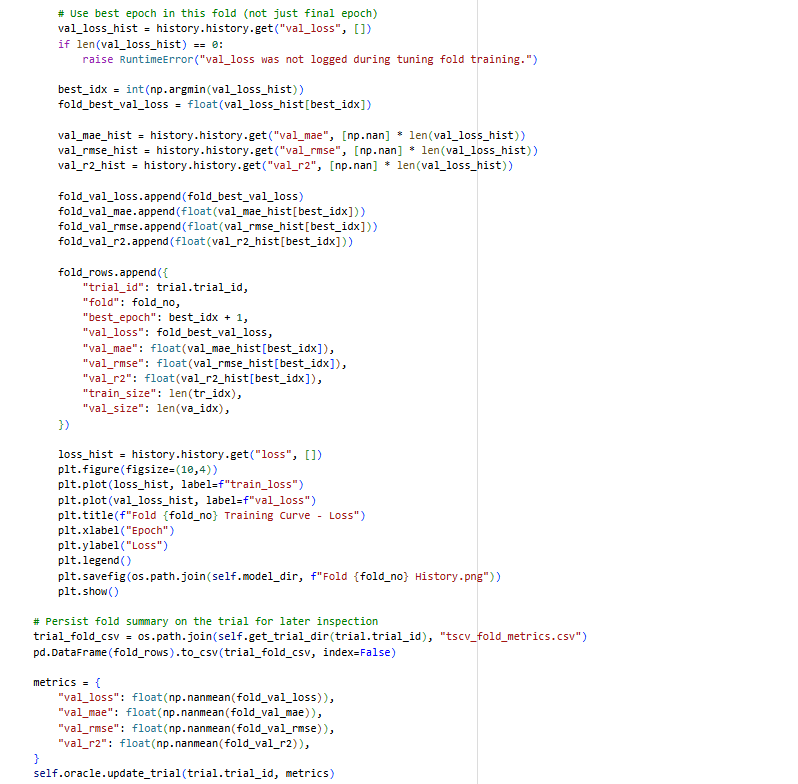 # Use best epoch in this fold (not just final epoch)
val_loss_hist = history.history.get("val_loss", [])
if len(val_loss_hist) == 0:
    raise RuntimeError("val_loss was not logged during tuning fold training.")

best_idx = int(np.argmin(val_loss_hist))
fold_best_val_loss = float(val_loss_hist[best_idx])

val_mae_hist = history.history.get("val_mae", [np.nan] * len(val_loss_hist))
val_rmse_hist = history.history.get("val_rmse", [np.nan] * len(val_loss_hist))
val_r2_hist = history.history.get("val_r2", [np.nan] * len(val_loss_hist))

fold_val_loss.append(fold_best_val_loss)
fold_val_mae.append(float(val_mae_hist[best_idx]))
fold_val_rmse.append(float(val_rmse_hist[best_idx]))
fold_val_r2.append(float(val_r2_hist[best_idx]))

fold_rows.append({
    "trial_id": trial.trial_id,
    "fold": fold_no,
    "best_epoch": best_idx + 1,
    "val_loss": fold_best_val_loss,
    "val_mae": float(val_mae_hist[best_idx]),
    "val_rmse": float(val_rmse_hist[best_idx]),
    "val_r2": float(val_r2_hist[best_idx]),
    "train_size": len(tr_idx),
    "val_size": len(va_idx),
})

loss_hist = history.history.get("loss", [])
plt.figure(figsize=(10,4))
plt.plot(loss_hist, label=f"train_loss")
plt.plot(val_loss_hist, label=f"val_loss")
plt.title(f"Fold {fold_no} Training Curve - Loss")
plt.xlabel("Epoch")
plt.ylabel("Loss")
plt.legend()
plt.savefig(os.path.join(self.model_dir, f"Fold {fold_no} History.png"))
plt.show()

# Persist fold summary on the trial for later inspection
trial_fold_csv = os.path.join(self.get_trial_dir(trial.trial_id), "tscv_fold_metrics.csv")
pd.DataFrame(fold_rows).to_csv(trial_fold_csv, index=False)

metrics = {
    "val_loss": float(np.nanmean(fold_val_loss)),
    "val_mae": float(np.nanmean(fold_val_mae)),
    "val_rmse": float(np.nanmean(fold_val_rmse)),
    "val_r2": float(np.nanmean(fold_val_r2)),
}
self.oracle.update_trial(trial.trial_id, metrics)